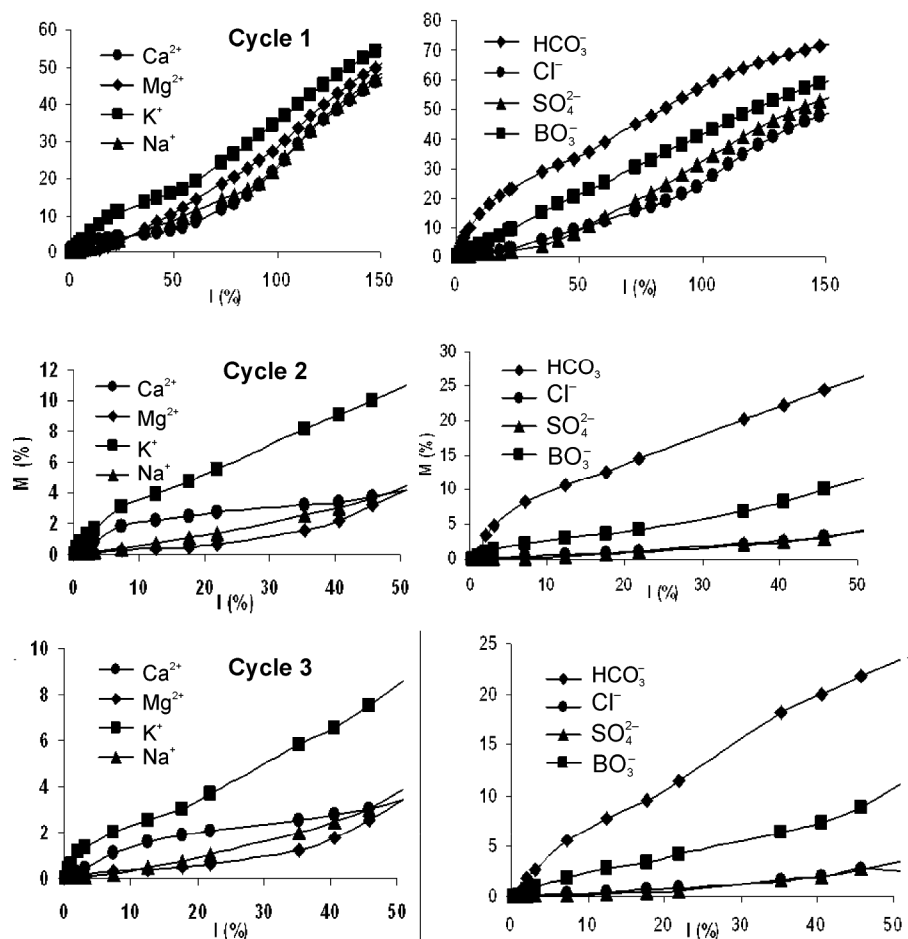 Cycle 1
60
50
40
30
20
10
0
Ca²⁺
Mg²⁺
K⁺
Na⁺
0 50 100 150
I (%)
80
70
60
50
40
30
20
10
0
HCO₃⁻
Cl⁻
SO₄²⁻
BO₃⁻
0 50 100 150
I (%)
Cycle 2
M (%)
12
10
8
6
4
2
0
Ca²⁺
Mg²⁺
K⁺
Na⁺
0 10 20 30 40 50
I (%)
M (%)
30
25
20
15
10
5
0
HCO₃
Cl⁻
SO₄²⁻
BO₃⁻
0 10 20 30 40 50
I (%)
Cycle 3
10
8
6
4
2
0
Ca²⁺
Mg²⁺
K⁺
Na⁺
0 10 20 30 40 50
I (%)
25
20
15
10
5
0
HCO₃⁻
Cl⁻
SO₄²⁻
BO₃⁻
0 10 20 30 40 50
I (%)